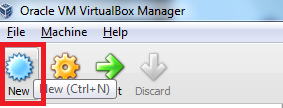 Oracle VM VirtualBox Manager
File Machine Help
New t Discard
New (Ctrl+N)